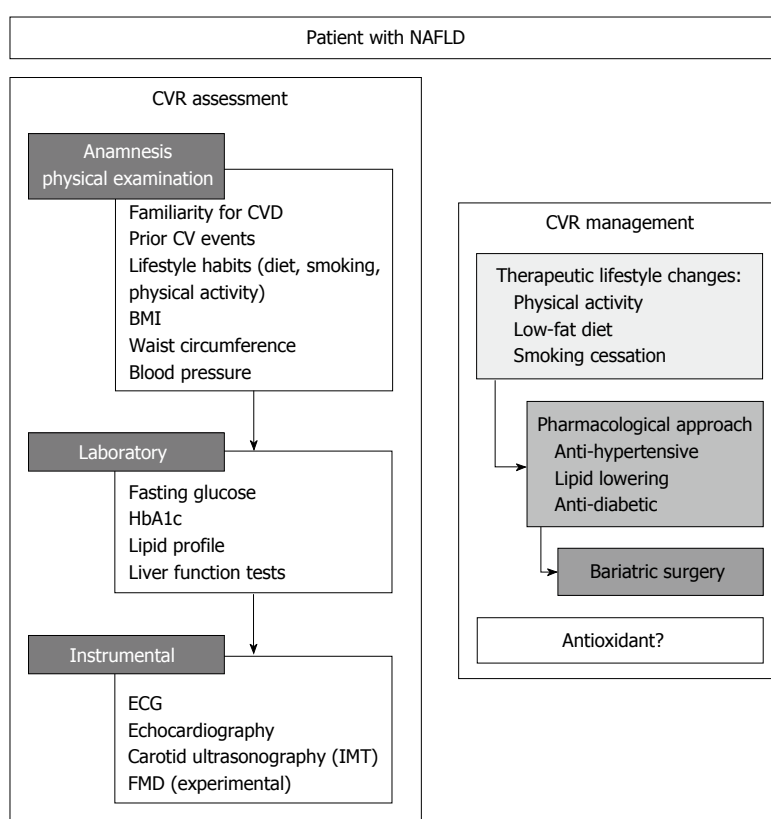 Patient with NAFLD
CVR assessment
Anamnesis
physical examination
Familiarity for CVD
Prior CV events
Lifestyle habits (diet, smoking,
physical activity)
BMI
Waist circumference
Blood pressure
Laboratory
Fasting glucose
HbA1c
Lipid profile
Liver function tests
Instrumental
ECG
Echocardiography
Carotid ultrasonography (IMT)
FMD (experimental)
CVR management
Therapeutic lifestyle changes:
Physical activity
Low-fat diet
Smoking cessation
Pharmacological approach
Anti-hypertensive
Lipid lowering
Anti-diabetic
Bariatric surgery
Antioxidant?